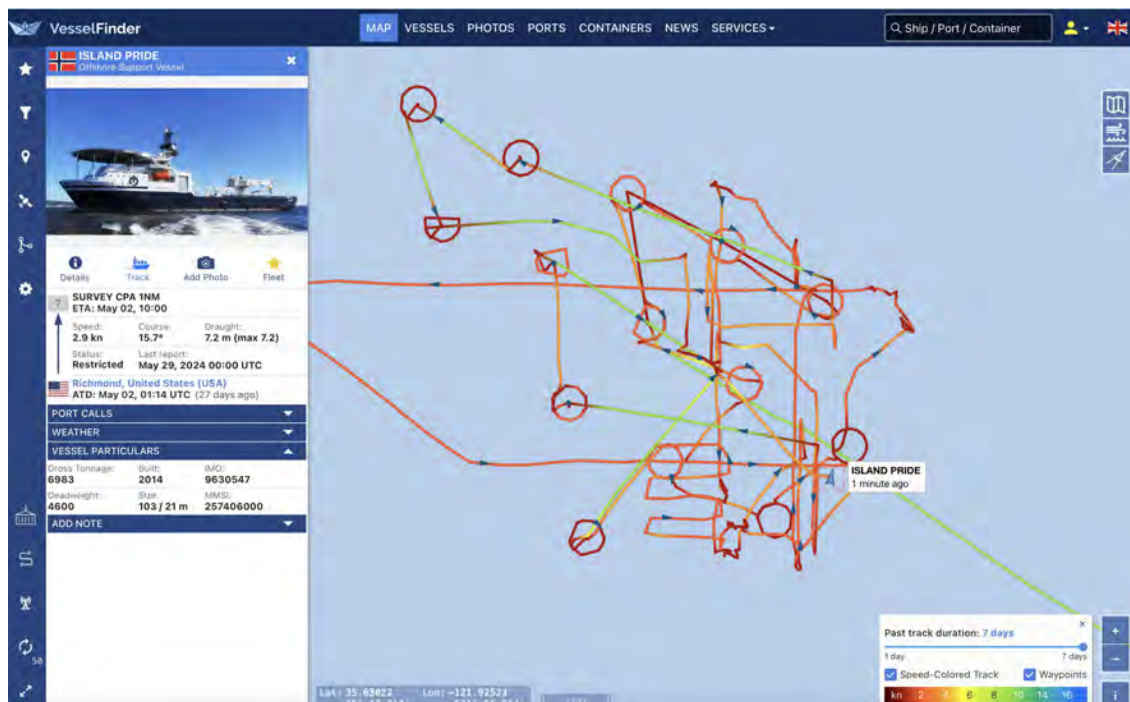 VesselFinder
MAP VESSELS PHOTOS PORTS CONTAINERS NEWS SERVICES
Ship / Port / Container
ISLAND PRIDE
Offshore Support Vessel
Details Track Add Photo Fleet
?
SURVEY CPA 1NM
ETA: May 02, 10:00
Speed: Course: Draught:
2.9 kn 15.7° 7.2 m (max 7.2)
Status: Last report:
Restricted May 29, 2024 00:00 UTC
Richmond, United States (USA)
ATD: May 02, 01:14 UTC (27 days ago)
PORT CALLS
WEATHER
VESSEL PARTICULARS
Gross Tonnage: Built: IMO:
6983 2014 9630547
Deadweight: Size: MMSI:
4600 103 / 21 m 257406000
ADD NOTE
50
ISLAND PRIDE
1 minute ago
Past track duration: 7 days
1 day 7 days
Speed-Colored Track Waypoints
kn 2 4 6 8 10 14 16
Lat: 35.63022 Lon: -121.92523